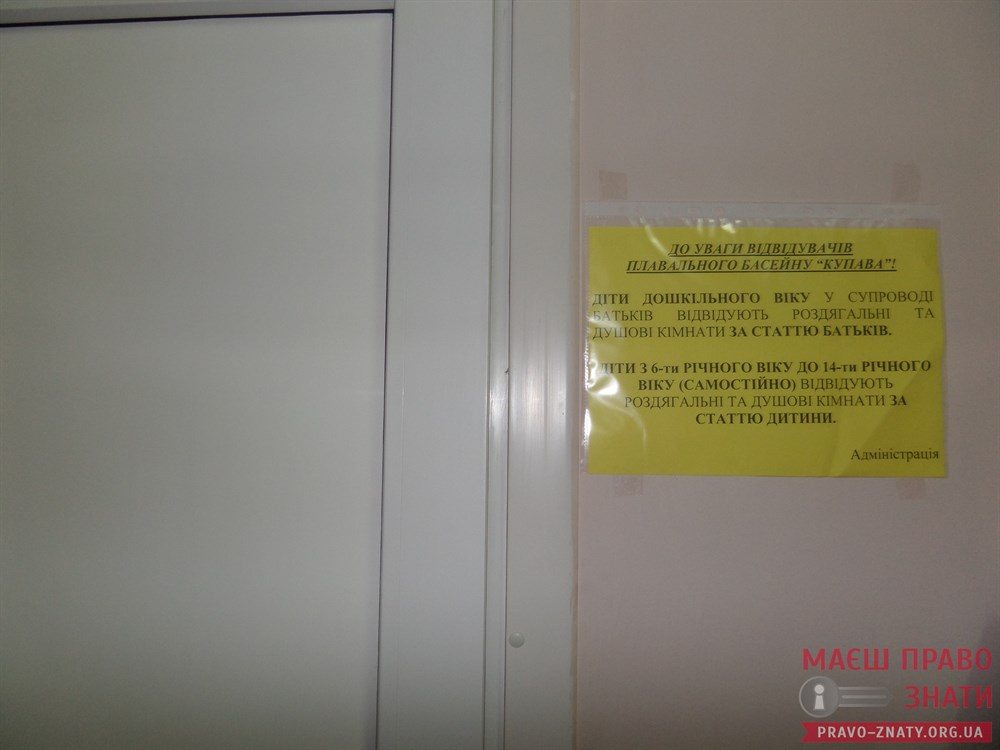 ДО УВАГИ ВІДВІДУВАЧІВ
ПЛАВАЛЬНОГО БАСЕЙНУ “КУПАВА”!
ДІТИ ДОШКІЛЬНОГО ВІКУ У СУПРОВОДІ
БАТЬКІВ ВІДВІДУЮТЬ РОЗДЯГАЛЬНІ ТА
ДУШОВІ КІМНАТИ ЗА СТАТТЮ БАТЬКІВ.
ДІТИ З 6-ти РІЧНОГО ВІКУ ДО 14-ти РІЧНОГО
ВІКУ (САМОСТІЙНО) ВІДВІДУЮТЬ
РОЗДЯГАЛЬНІ ТА ДУШОВІ КІМНАТИ ЗА
СТАТТЮ ДИТИНИ.
Адміністрація
МАЄШ ПРАВО
ЗНАТИ
PRAVO-ZNATY.ORG.UA